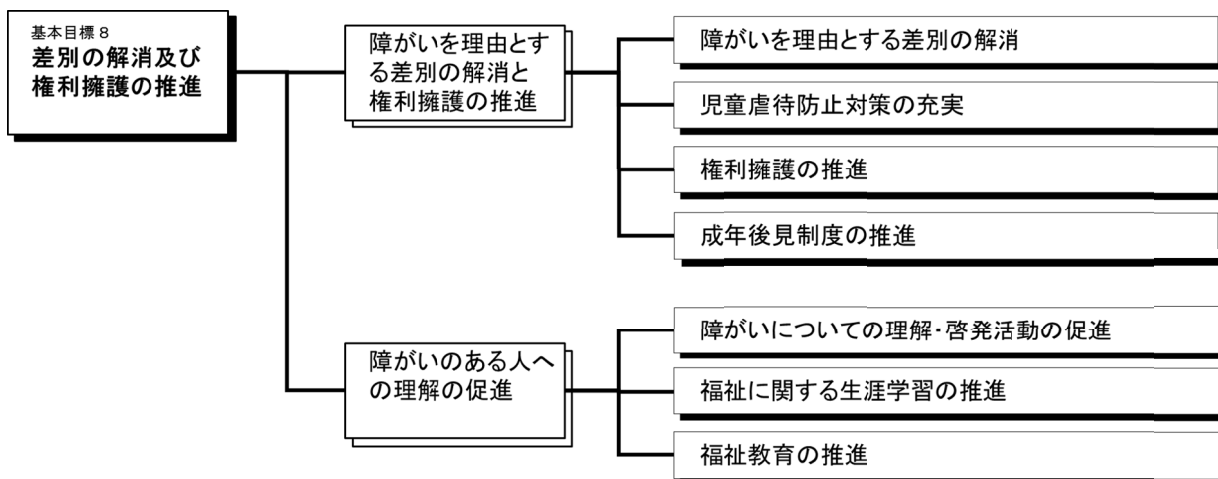 基本目標８
差別の解消及び
権利擁護の推進
障がいを理由とす
る差別の解消と
権利擁護の推進
障がいを理由とする差別の解消
児童虐待防止対策の充実
権利擁護の推進
成年後見制度の推進
障がいのある人へ
の理解の促進
障がいについての理解・啓発活動の促進
福祉に関する生涯学習の推進
福祉教育の推進